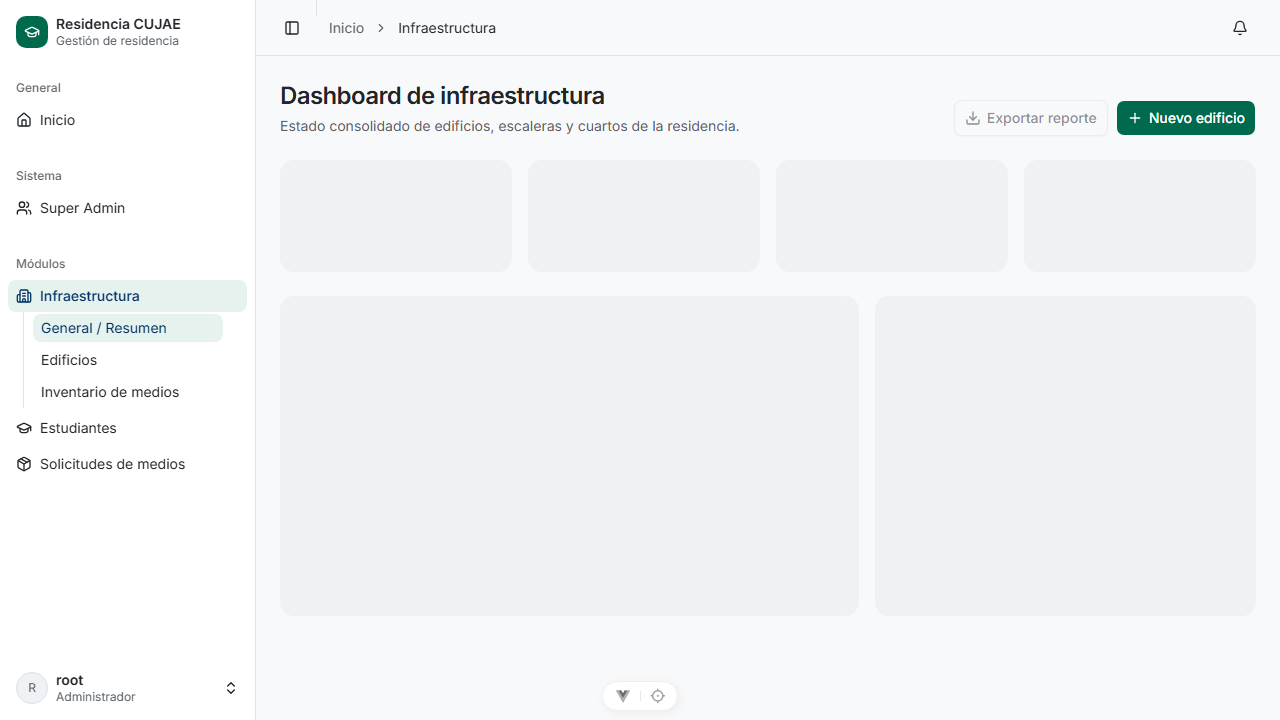 Residencia CUJAE
Gestión de residencia
General
Inicio
Sistema
Super Admin
Módulos
Infraestructura
General / Resumen
Edificios
Inventario de medios
Estudiantes
Solicitudes de medios
R
root
Administrador
Inicio
Infraestructura
Dashboard de infraestructura
Estado consolidado de edificios, escaleras y cuartos de la residencia.
Exportar reporte
Nuevo edificio